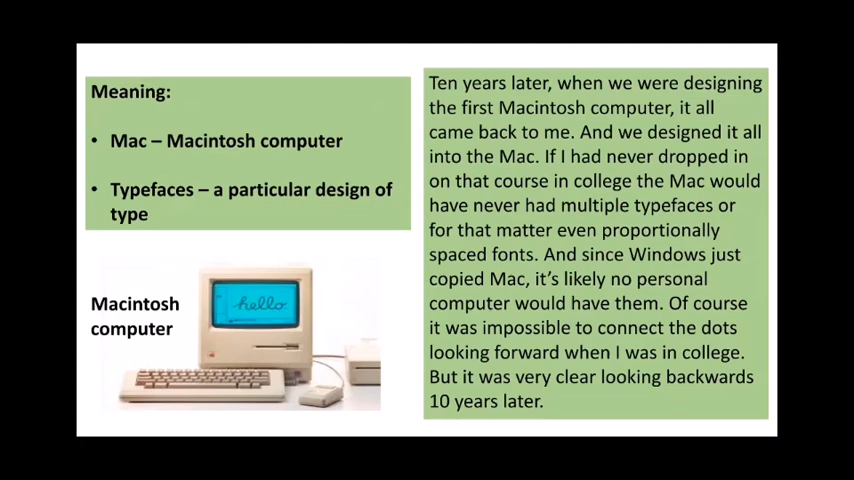 Meaning:
• Mac – Macintosh computer
• Typefaces – a particular design of
type
Macintosh
computer
hello
Ten years later, when we were designing
the first Macintosh computer, it all
came back to me. And we designed it all
into the Mac. If I had never dropped in
on that course in college the Mac would
have never had multiple typefaces or
for that matter even proportionally
spaced fonts. And since Windows just
copied Mac, it's likely no personal
computer would have them. Of course
it was impossible to connect the dots
looking forward when I was in college.
But it was very clear looking backwards
10 years later.